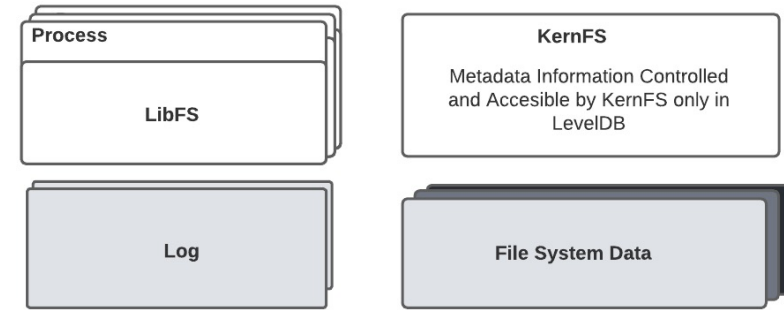 Process
LibFS
KernFS
Metadata Information Controlled
and Accesible by KernFS only in
LevelDB
Log
File System Data